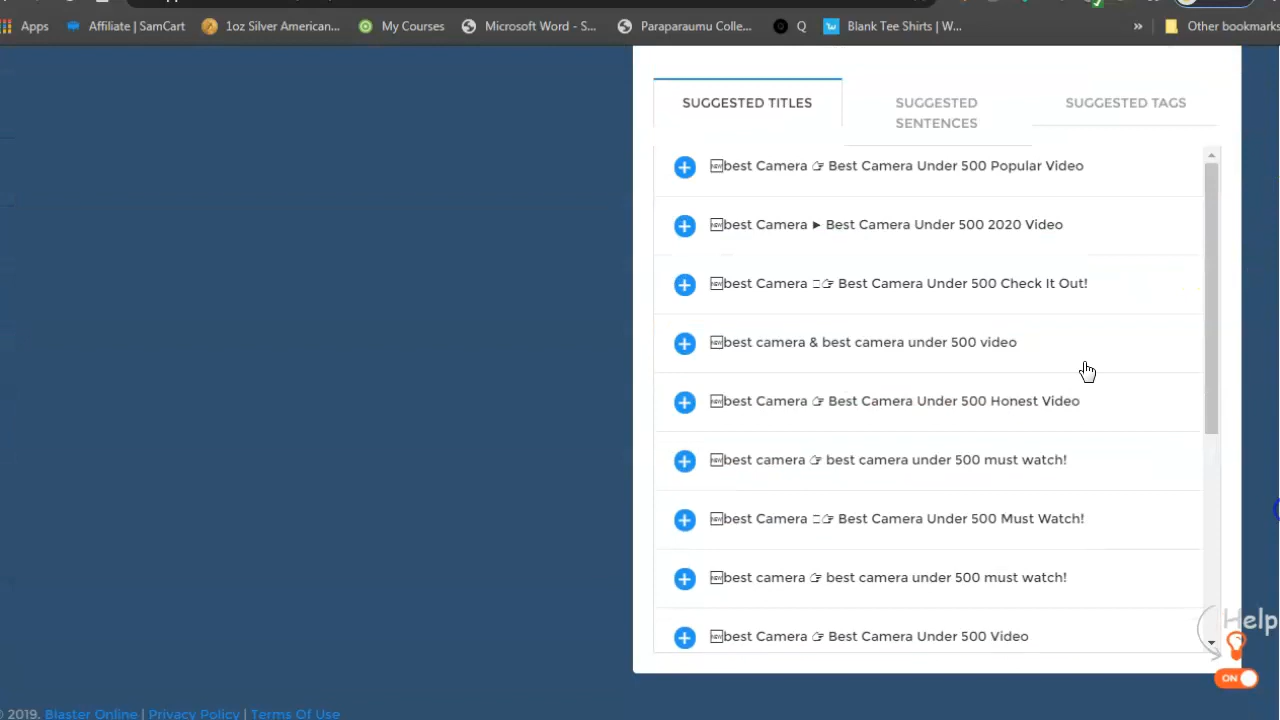 Apps
Affiliate | SamCart
1oz Silver American...
My Courses
Microsoft Word - S...
Paraparaumu Colle...
Q
Blank Tee Shirts | W...
»
Other bookmarks
SUGGESTED TITLES
SUGGESTED
SENTENCES
SUGGESTED TAGS
🆕best Camera 👉 Best Camera Under 500 Popular Video
🆕best Camera ► Best Camera Under 500 2020 Video
🆕best Camera 👉 Best Camera Under 500 Check It Out!
🆕best camera & best camera under 500 video
🆕best Camera 👉 Best Camera Under 500 Honest Video
🆕best camera 👉 best camera under 500 must watch!
🆕best Camera 👉 Best Camera Under 500 Must Watch!
🆕best camera 👉 best camera under 500 must watch!
🆕best Camera 👉 Best Camera Under 500 Video
Help
ON
© 2019. Blaster Online | Privacy Policy | Terms Of Use